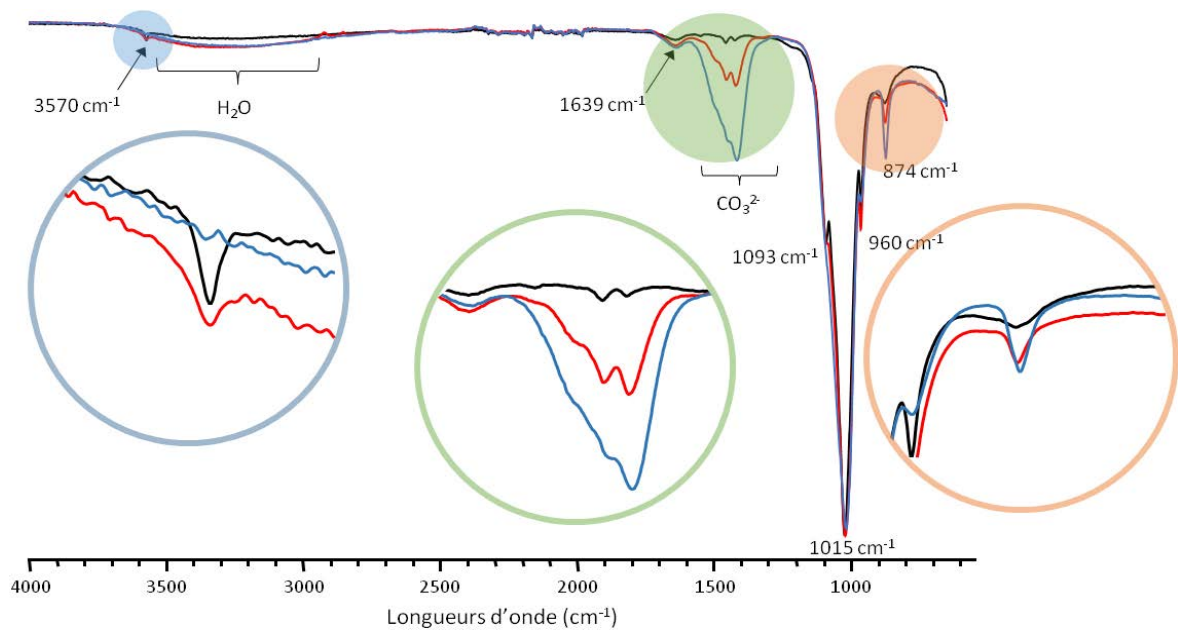 3570 cm⁻¹
H₂O
1639 cm⁻¹
CO₃²⁻
874 cm⁻¹
960 cm⁻¹
1093 cm⁻¹
1015 cm⁻¹
4000 3000 2500 2000 1500 1000
Longueurs d'onde (cm⁻¹)